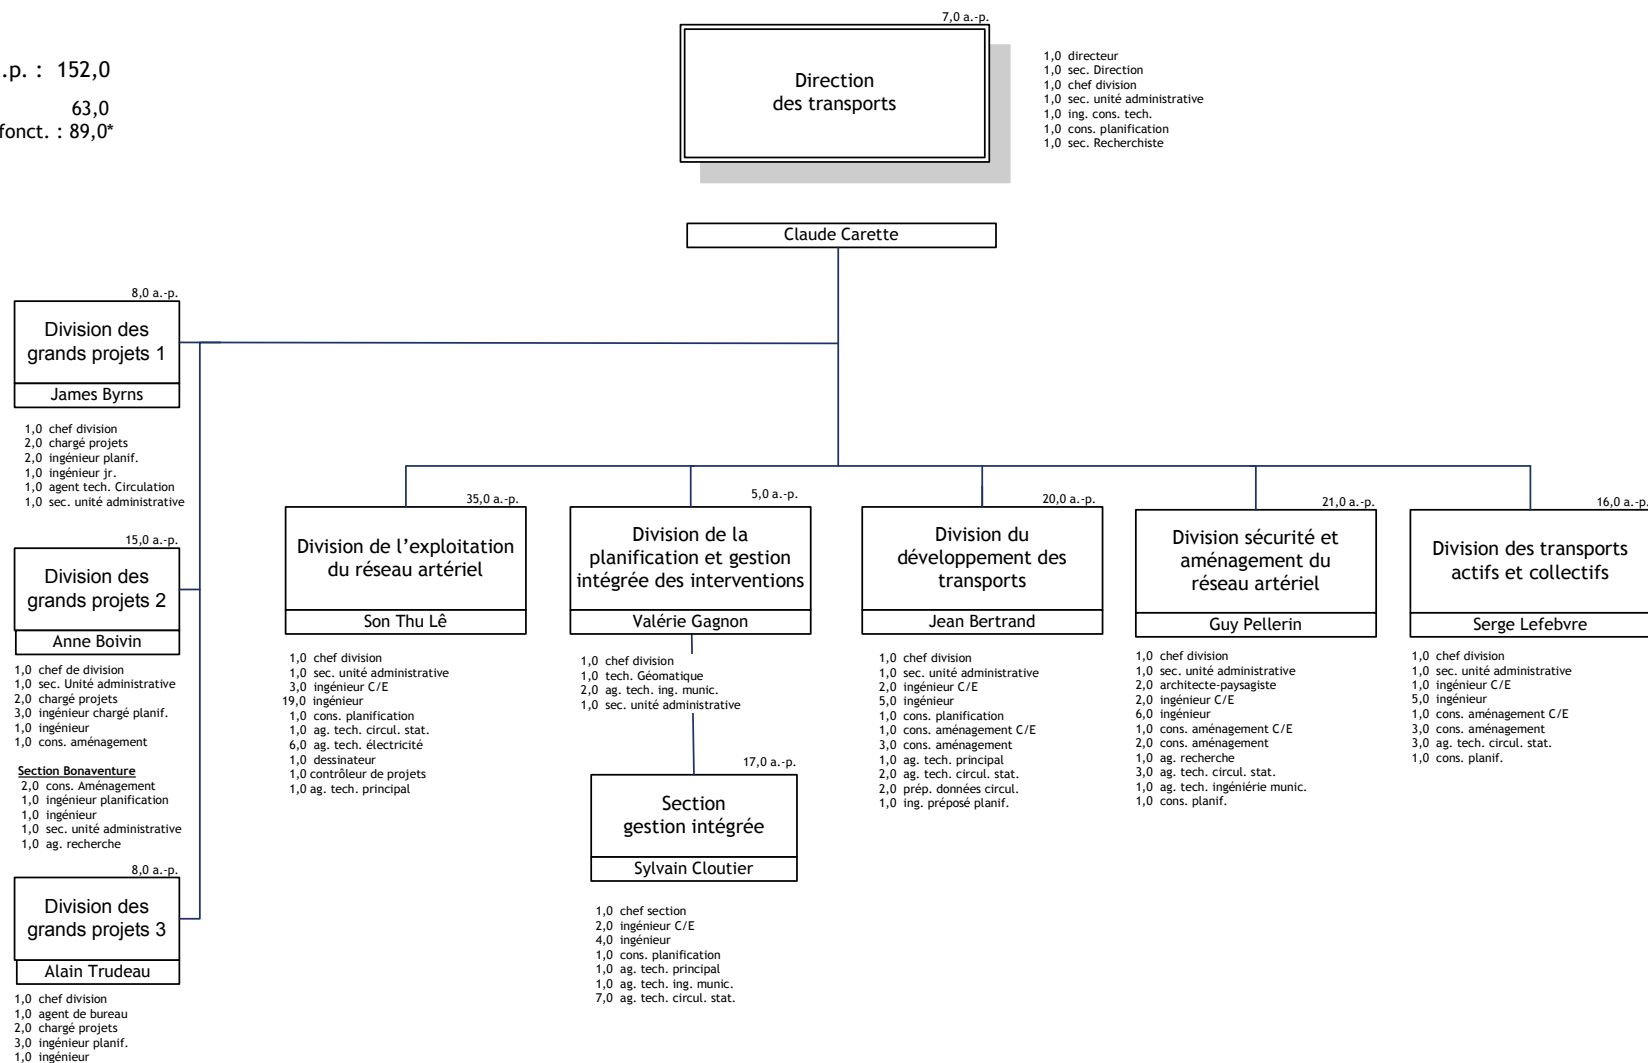 .p. : 152,0
63,0
fonct. : 89,0*
7,0 a.-p.
Direction
des transports
1,0 directeur
1,0 sec. Direction
1,0 chef division
1,0 sec. unité administrative
1,0 ing. cons. tech.
1,0 cons. planification
1,0 sec. Recherchiste
Claude Carette
8,0 a.-p.
Division des
grands projets 1
James Byrns
1,0 chef division
2,0 chargé projets
2,0 ingénieur planif.
1,0 ingénieur jr.
1,0 agent tech. Circulation
1,0 sec. unité administrative
15,0 a.-p.
Division des
grands projets 2
Anne Boivin
1,0 chef de division
1,0 sec. Unité administrative
2,0 chargé projets
3,0 ingénieur chargé planif.
1,0 ingénieur
1,0 cons. aménagement
Section Bonaventure
2,0 cons. Aménagement
1,0 ingénieur planification
1,0 ingénieur
1,0 sec. unité administrative
1,0 ag. recherche
8,0 a.-p.
Division des
grands projets 3
Alain Trudeau
1,0 chef division
1,0 agent de bureau
2,0 chargé projets
3,0 ingénieur planif.
1,0 ingénieur
35,0 a.-p.
Division de l'exploitation
du réseau artériel
Son Thu Lê
1,0 chef division
1,0 sec. unité administrative
3,0 ingénieur C/E
19,0 ingénieur
1,0 cons. planification
1,0 ag. tech. circul. stat.
6,0 ag. tech. électricité
1,0 dessinateur
1,0 contrôleur de projets
1,0 ag. tech. principal
5,0 a.-p.
Division de la
planification et gestion
intégrée des interventions
Valérie Gagnon
1,0 chef division
1,0 tech. Géomatique
2,0 ag. tech. ing. munic.
1,0 sec. unité administrative
17,0 a.-p.
Section
gestion intégrée
Sylvain Cloutier
1,0 chef section
2,0 ingénieur C/E
4,0 ingénieur
1,0 cons. planification
1,0 ag. tech. principal
1,0 ag. tech. ing. munic.
7,0 ag. tech. circul. stat.
20,0 a.-p.
Division du
développement des
transports
Jean Bertrand
1,0 chef division
1,0 sec. unité administrative
2,0 ingénieur C/E
5,0 ingénieur
1,0 cons. planification
1,0 cons. aménagement C/E
3,0 cons. aménagement
1,0 ag. tech. principal
2,0 ag. tech. circul. stat.
2,0 prép. données circul.
1,0 ing. préposé planif.
21,0 a.-p.
Division sécurité et
aménagement du
réseau artériel
Guy Pellerin
1,0 chef division
1,0 sec. unité administrative
2,0 architecte-paysagiste
2,0 ingénieur C/E
6,0 ingénieur
1,0 cons. aménagement C/E
2,0 cons. aménagement
1,0 ag. recherche
3,0 ag. tech. circul. stat.
1,0 ag. tech. ingéniérie munic.
1,0 cons. planif.
16,0 a.-p.
Division des transports
actifs et collectifs
Serge Lefebvre
1,0 chef division
1,0 sec. unité administrative
1,0 ingénieur C/E
5,0 ingénieur
1,0 cons. aménagement C/E
3,0 cons. aménagement
3,0 ag. tech. circul. stat.
1,0 cons. planif.